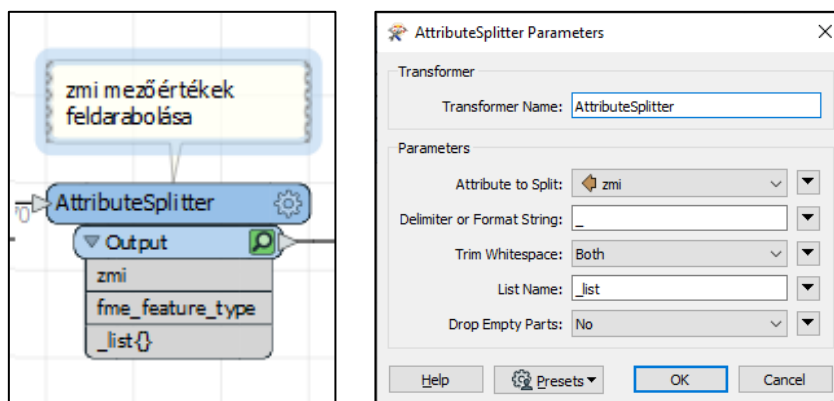 zmi mezőértékek
feldarabolása
AttributeSplitter
Output
zmi
fme_feature_type
_list{}
AttributeSplitter Parameters
Transformer
Transformer Name: AttributeSplitter
Parameters
Attribute to Split: zmi
Delimiter or Format String: _
Trim Whitespace: Both
List Name: _list
Drop Empty Parts: No
Help Presets OK Cancel